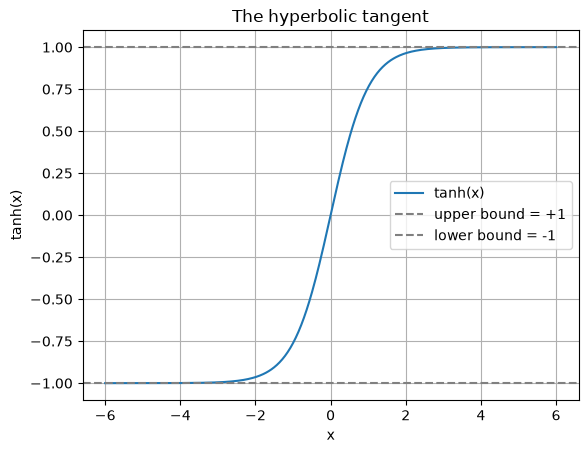 The hyperbolic tangent
tanh(x)
1.00
0.75
0.50
0.25
0.00
−0.25
−0.50
−0.75
−1.00
tanh(x)
upper bound = +1
lower bound = -1
−6
−4
−2
0
2
4
6
x